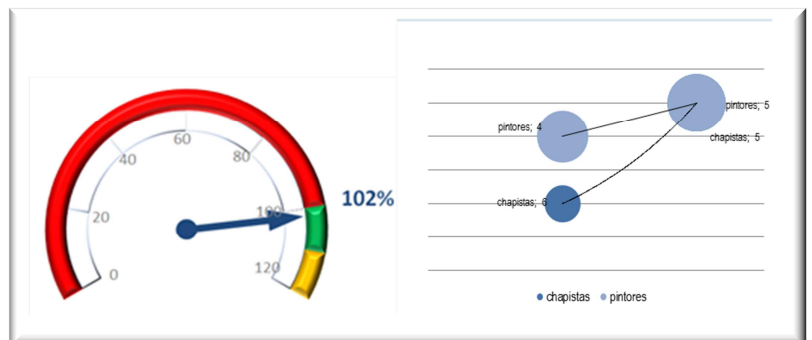 0
20
40
60
80
100
120
102%
pintores; 5
pintores; 4
chapistas; 5
chapistas; 6
chapistas pintores